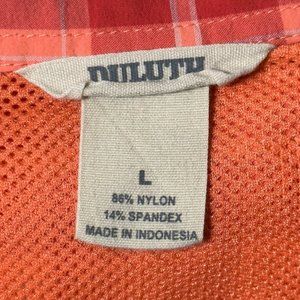 DULUTH
L
86% NYLON
14% SPANDEX
MADE IN INDONESIA